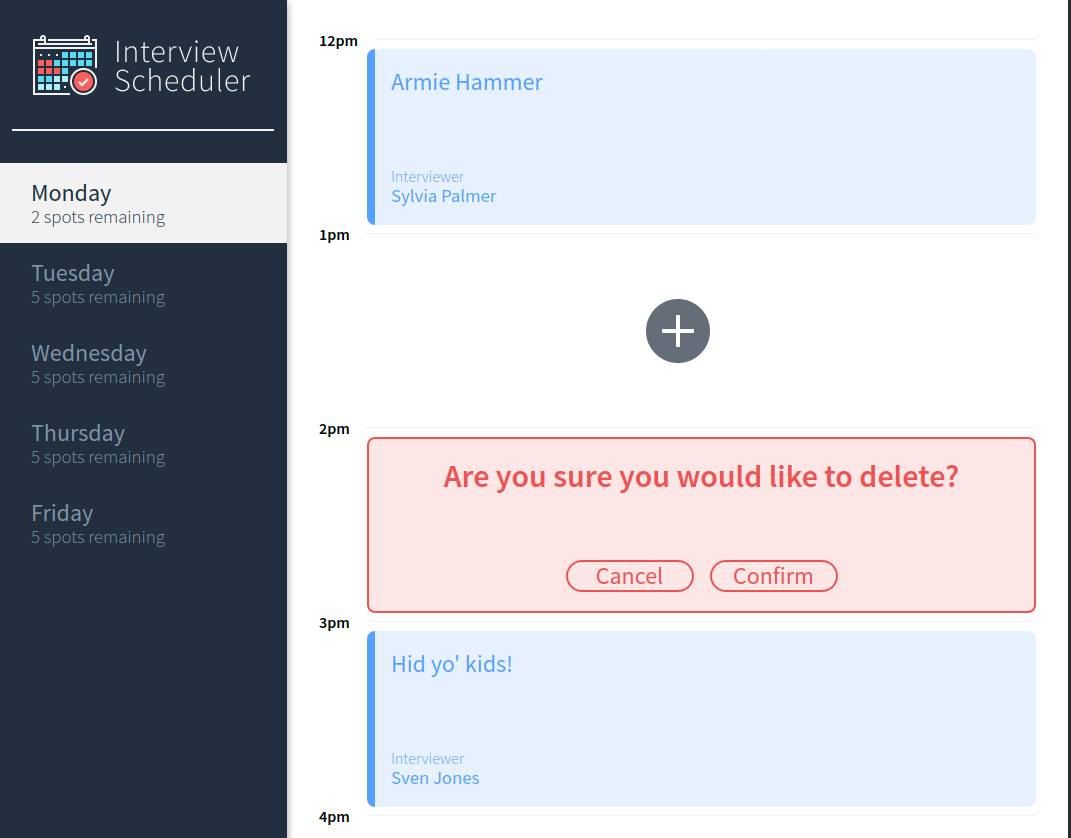 Interview
Scheduler
Monday
2 spots remaining
Tuesday
5 spots remaining
Wednesday
5 spots remaining
Thursday
5 spots remaining
Friday
5 spots remaining
12pm
Armie Hammer
Interviewer
Sylvia Palmer
1pm
2pm
Are you sure you would like to delete?
Cancel Confirm
3pm
Hid yo' kids!
Interviewer
Sven Jones
4pm